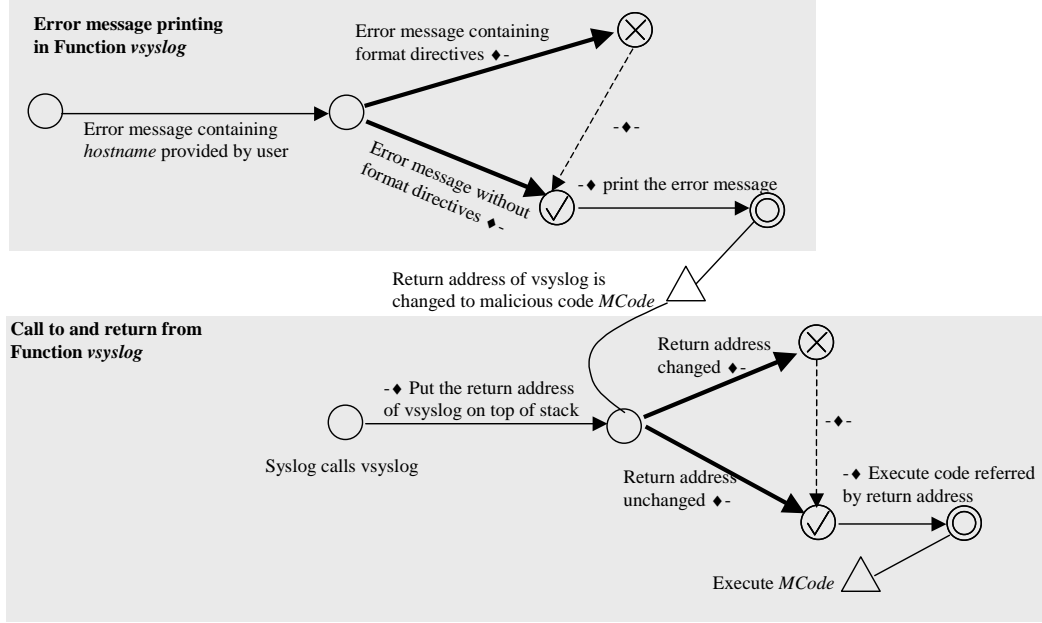 Error message printing
in Function vsyslog
Error message containing
format directives ♦-
Error message containing
hostname provided by user
-♦-
Error message without
format directives ♦-
-♦ print the error message
Return address of vsyslog is
changed to malicious code MCode
Call to and return from
Function vsyslog
Return address
changed ♦-
-♦ Put the return address
of vsyslog on top of stack
-♦-
Syslog calls vsyslog
Return address
unchanged ♦-
-♦ Execute code referred
by return address
Execute MCode